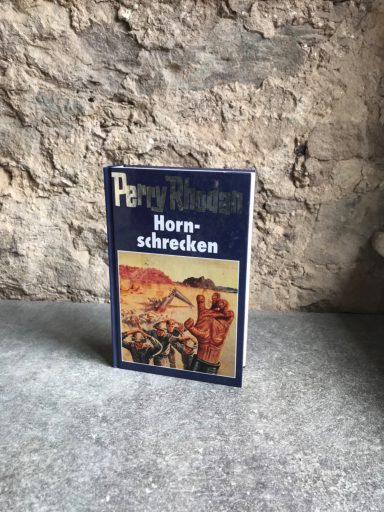 Perry Rhodan
Horn-
schrecken